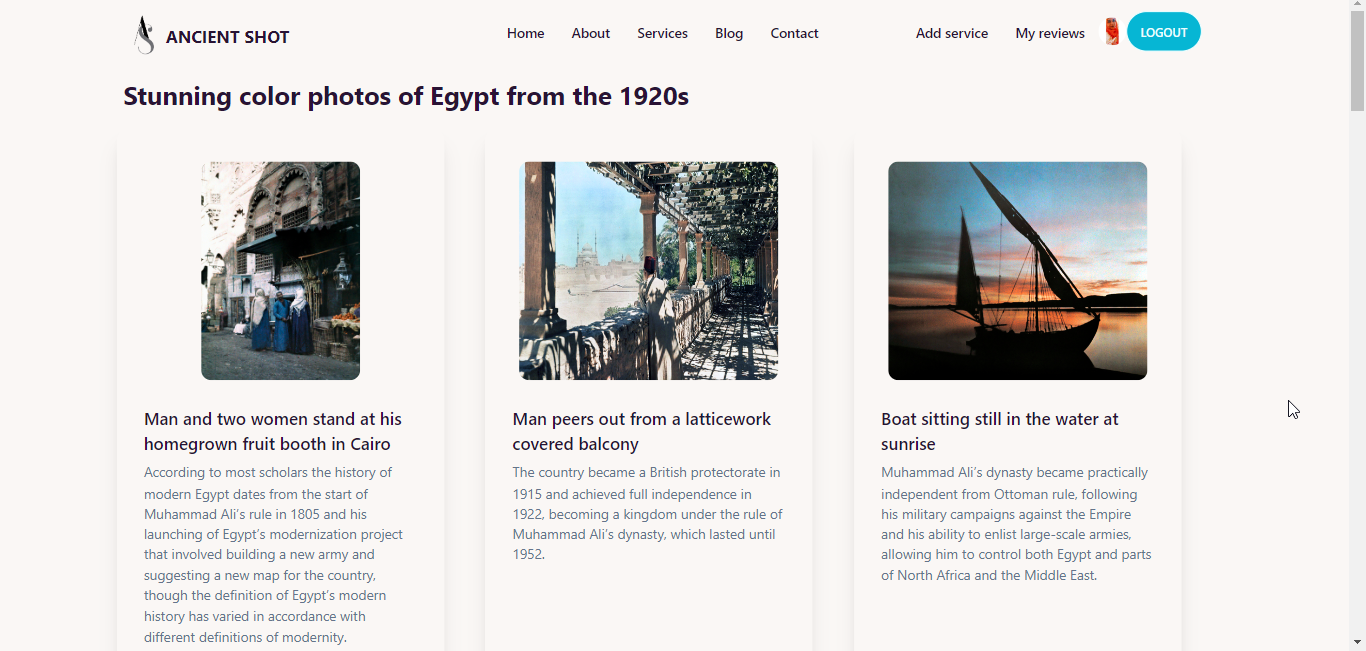 ANCIENT SHOT
Home About Services Blog Contact
Add service My reviews LOGOUT
Stunning color photos of Egypt from the 1920s
Man and two women stand at his
homegrown fruit booth in Cairo
According to most scholars the history of
modern Egypt dates from the start of
Muhammad Ali’s rule in 1805 and his
launching of Egypt’s modernization project
that involved building a new army and
suggesting a new map for the country,
though the definition of Egypt’s modern
history has varied in accordance with
different definitions of modernity.
Man peers out from a latticework
covered balcony
The country became a British protectorate in
1915 and achieved full independence in
1922, becoming a kingdom under the rule of
Muhammad Ali’s dynasty, which lasted until
1952.
Boat sitting still in the water at
sunrise
Muhammad Ali’s dynasty became practically
independent from Ottoman rule, following
his military campaigns against the Empire
and his ability to enlist large-scale armies,
allowing him to control both Egypt and parts
of North Africa and the Middle East.